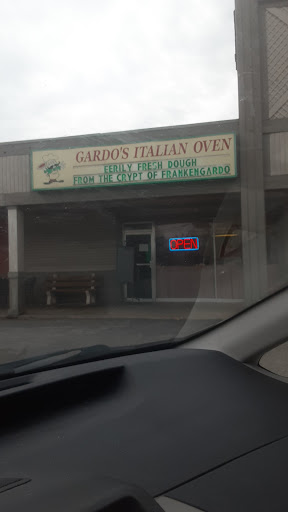 GARDO'S ITALIAN OVEN
EERILY FRESH DOUGH
FROM THE CRYPT OF FRANKENGARDO
OPEN